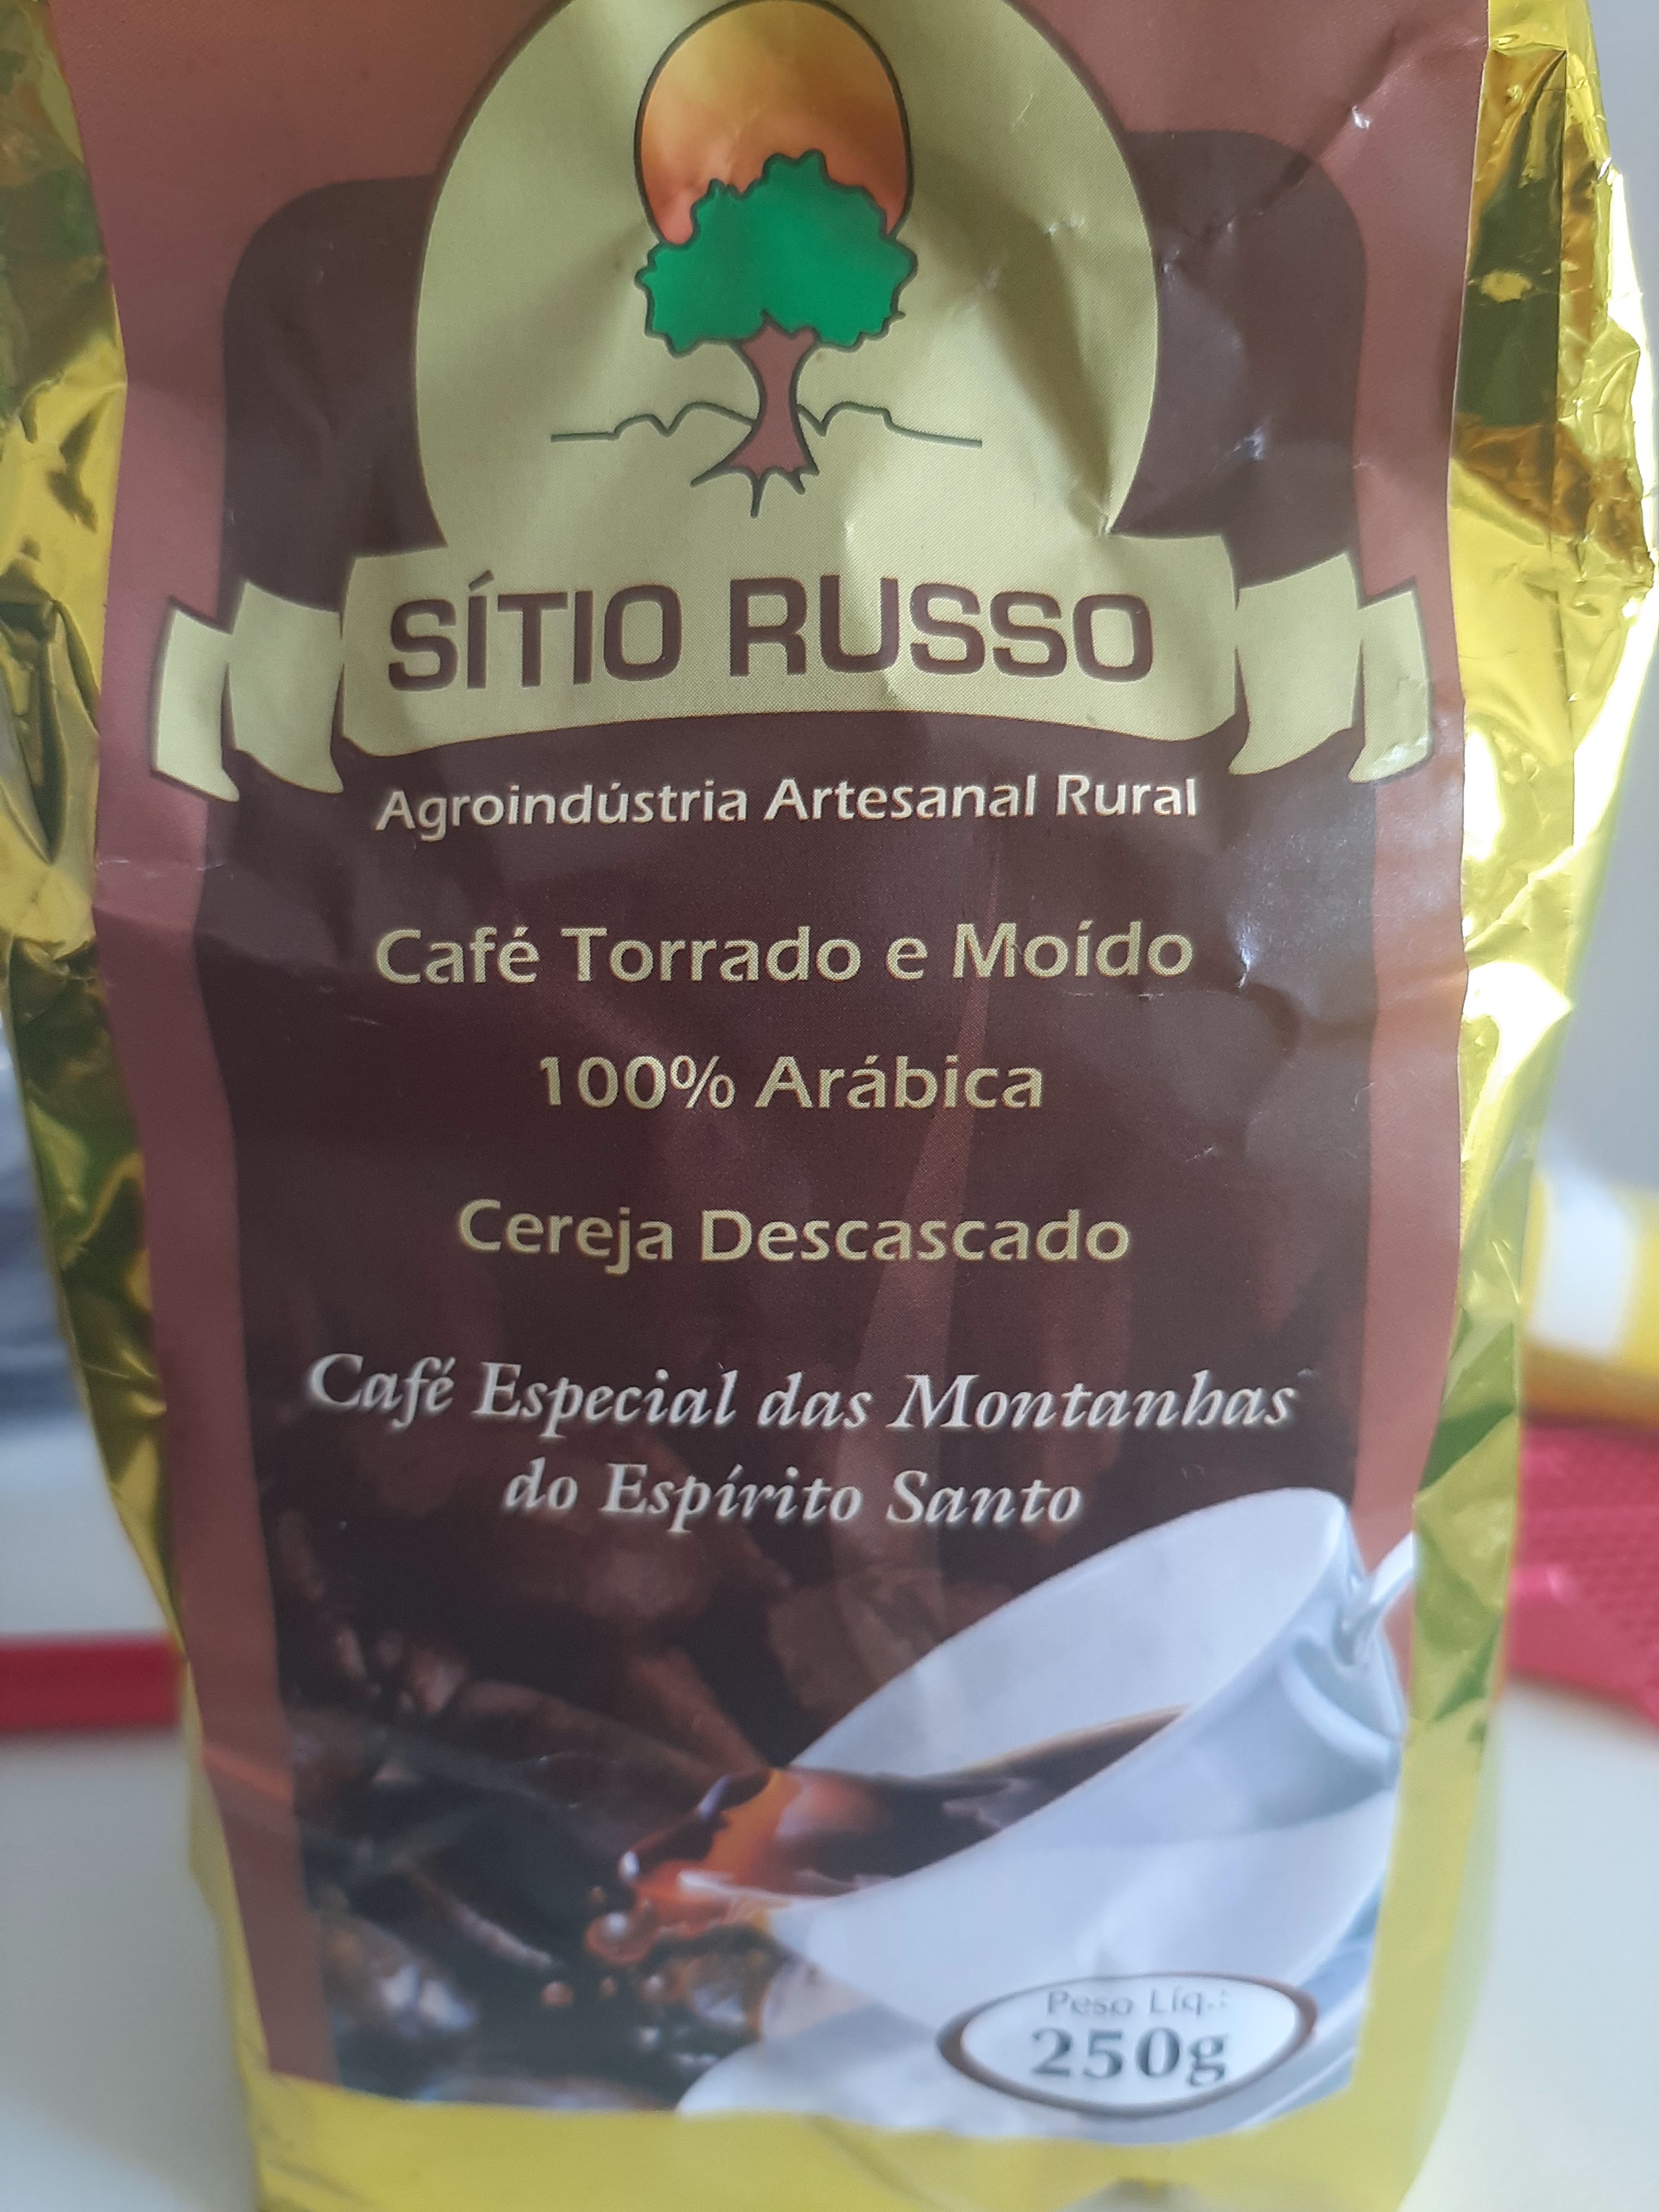 SÍTIO RUSSO
Agroindústria Artesanal Rural
Café Torrado e Moído
100% Arábica
Cereja Descascado
Café Especial das Montanhas
do Espírito Santo
Peso Líq.:
250g